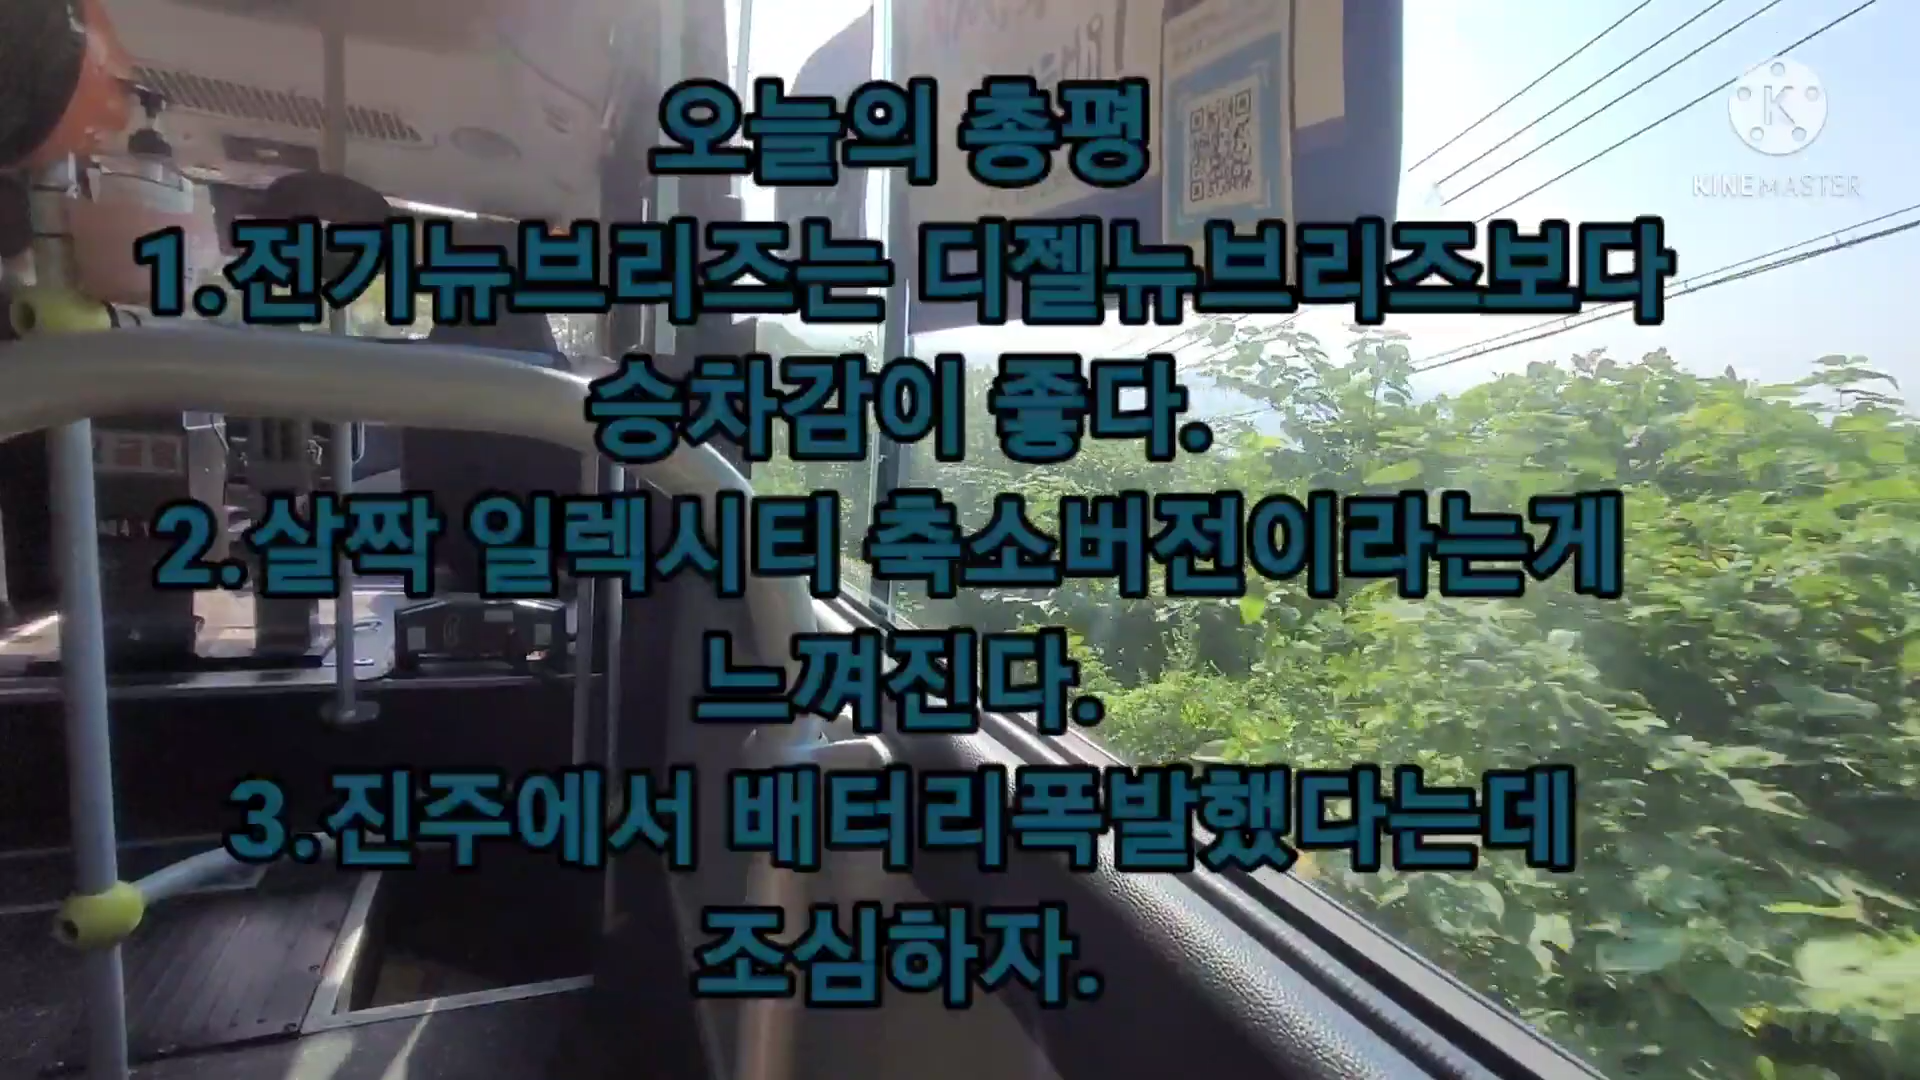 오늘의 총평
1.전기뉴브리즈는 디젤뉴브리즈보다
승차감이 좋다.
2.살짝 일렉시티 축소버전이라는게
느껴진다.
3.진주에서 배터리폭발했다는데
조심하자.
KINEMASTER